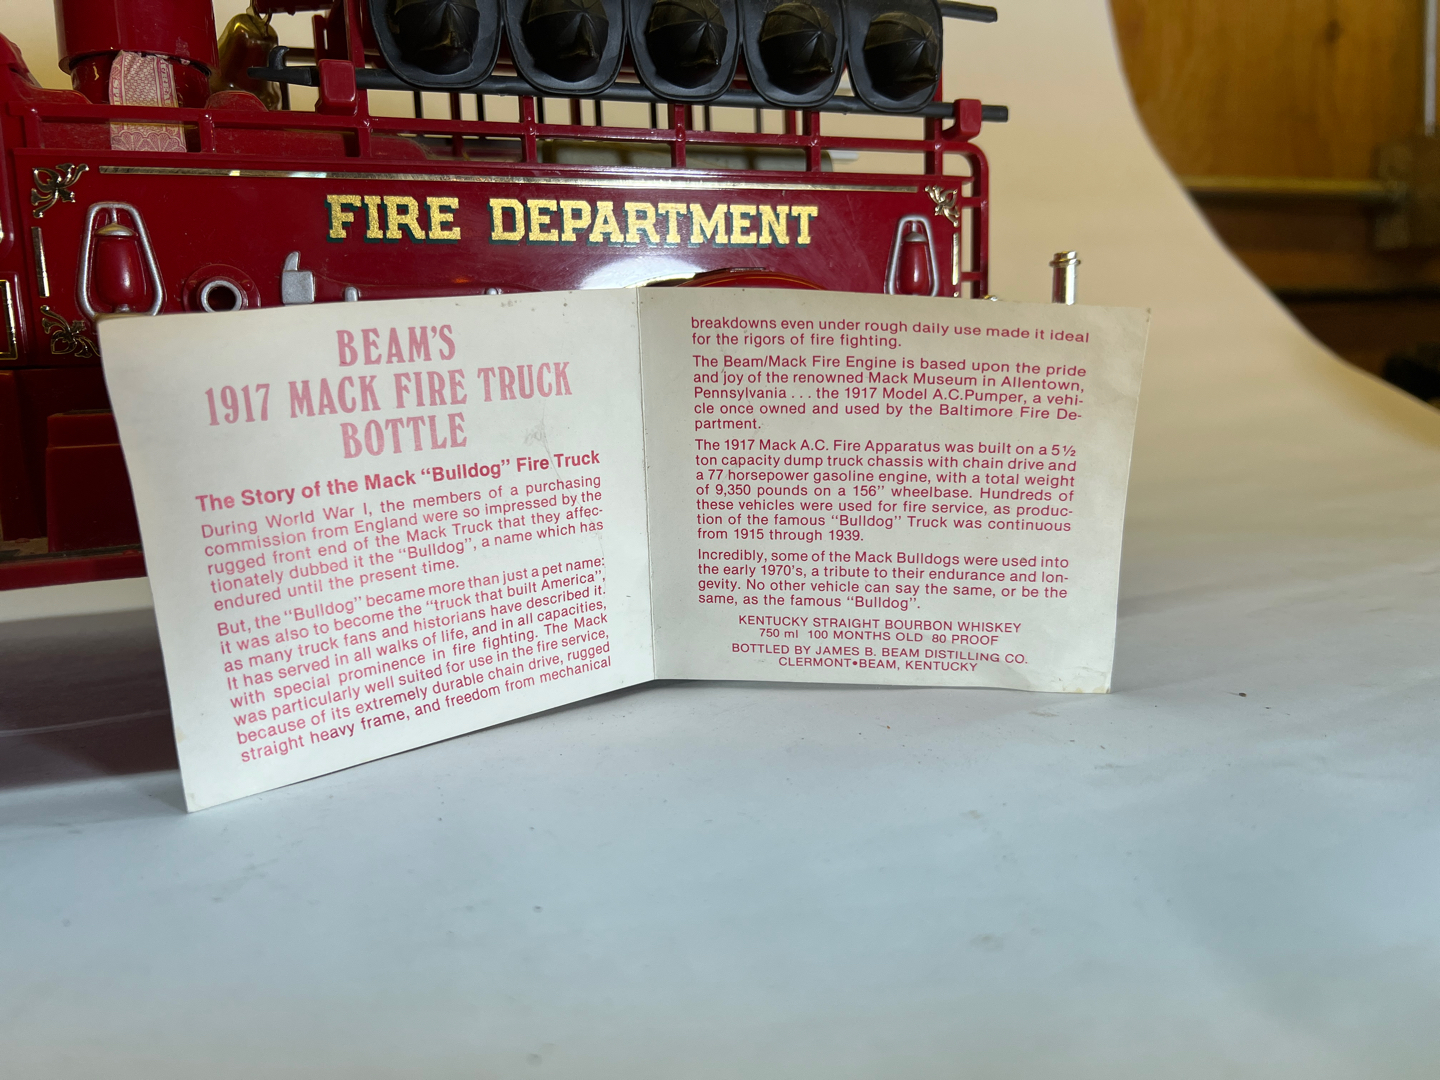 FIRE DEPARTMENT
BEAM'S
1917 MACK FIRE TRUCK
BOTTLE
The Story of the Mack "Bulldog" Fire Truck
During World War I, the members of a purchasing
commission from England were so impressed by the
rugged front end of the Mack Truck that they affec-
tionately dubbed it the "Bulldog", a name which has
endured until the present time.
But, the "Bulldog" became more than just a pet name:
it was also to become the "truck that built America",
as many truck fans and historians have described it.
It has served in all walks of life, and in all capacities,
with special prominence in fire fighting. The Mack
was particularly well suited for use in the fire service,
because of its extremely durable chain drive, rugged
straight heavy frame, and freedom from mechanical
breakdowns even under rough daily use made it ideal
for the rigors of fire fighting.
The Beam/Mack Fire Engine is based upon the pride
and joy of the renowned Mack Museum in Allentown,
Pennsylvania . . . the 1917 Model A.C.Pumper, a vehi-
cle once owned and used by the Baltimore Fire De-
partment.
The 1917 Mack A.C. Fire Apparatus was built on a 5½
ton capacity dump truck chassis with chain drive and
a 77 horsepower gasoline engine, with a total weight
of 9,350 pounds on a 156" wheelbase. Hundreds of
these vehicles were used for fire service, as produc-
tion of the famous "Bulldog" Truck was continuous
from 1915 through 1939.
Incredibly, some of the Mack Bulldogs were used into
the early 1970's, a tribute to their endurance and lon-
gevity. No other vehicle can say the same, or be the
same, as the famous "Bulldog".
KENTUCKY STRAIGHT BOURBON WHISKEY
750 ml 100 MONTHS OLD 80 PROOF
BOTTLED BY JAMES B. BEAM DISTILLING CO.
CLERMONT•BEAM, KENTUCKY